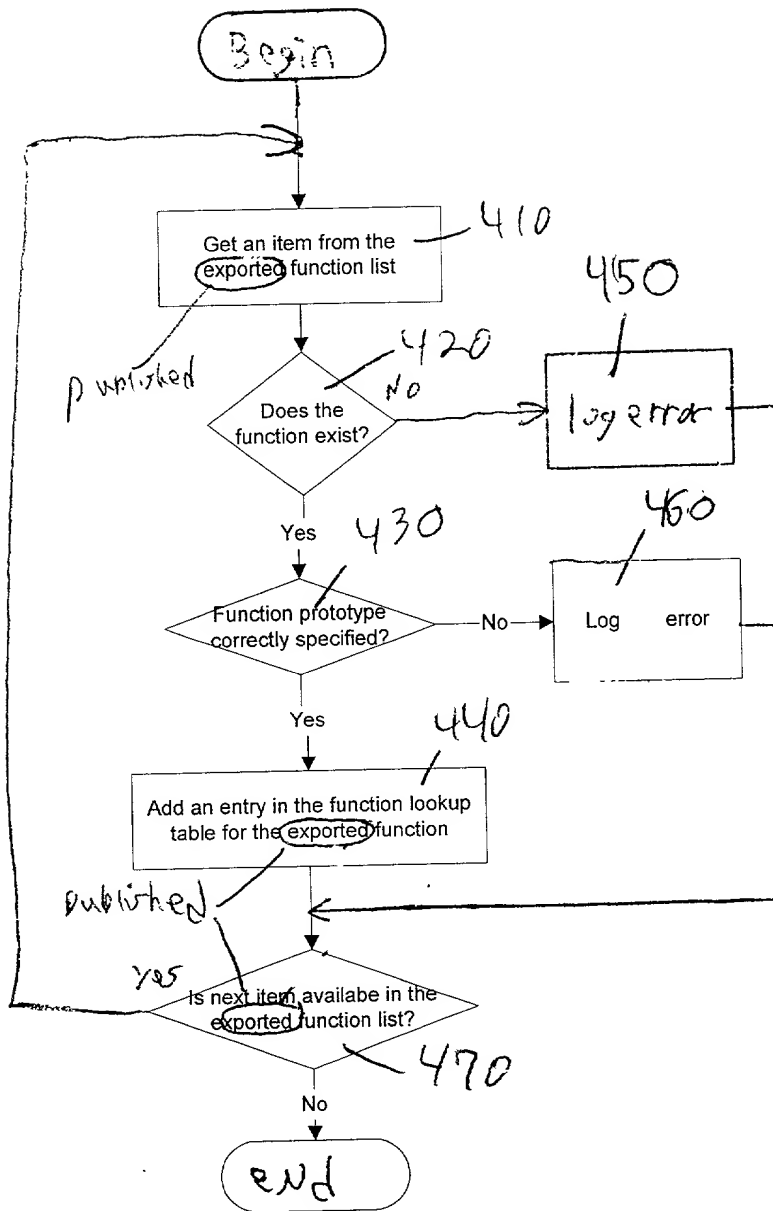 Begin
410
Get an item from the
exported function list
published
420
No
Does the
function exist?
450
log error
Yes
430
Function prototype
correctly specified?
No
460
Log error
Yes
440
Add an entry in the function lookup
table for the exported function
published
yes
Is next item availabe in the
exported function list?
470
No
end